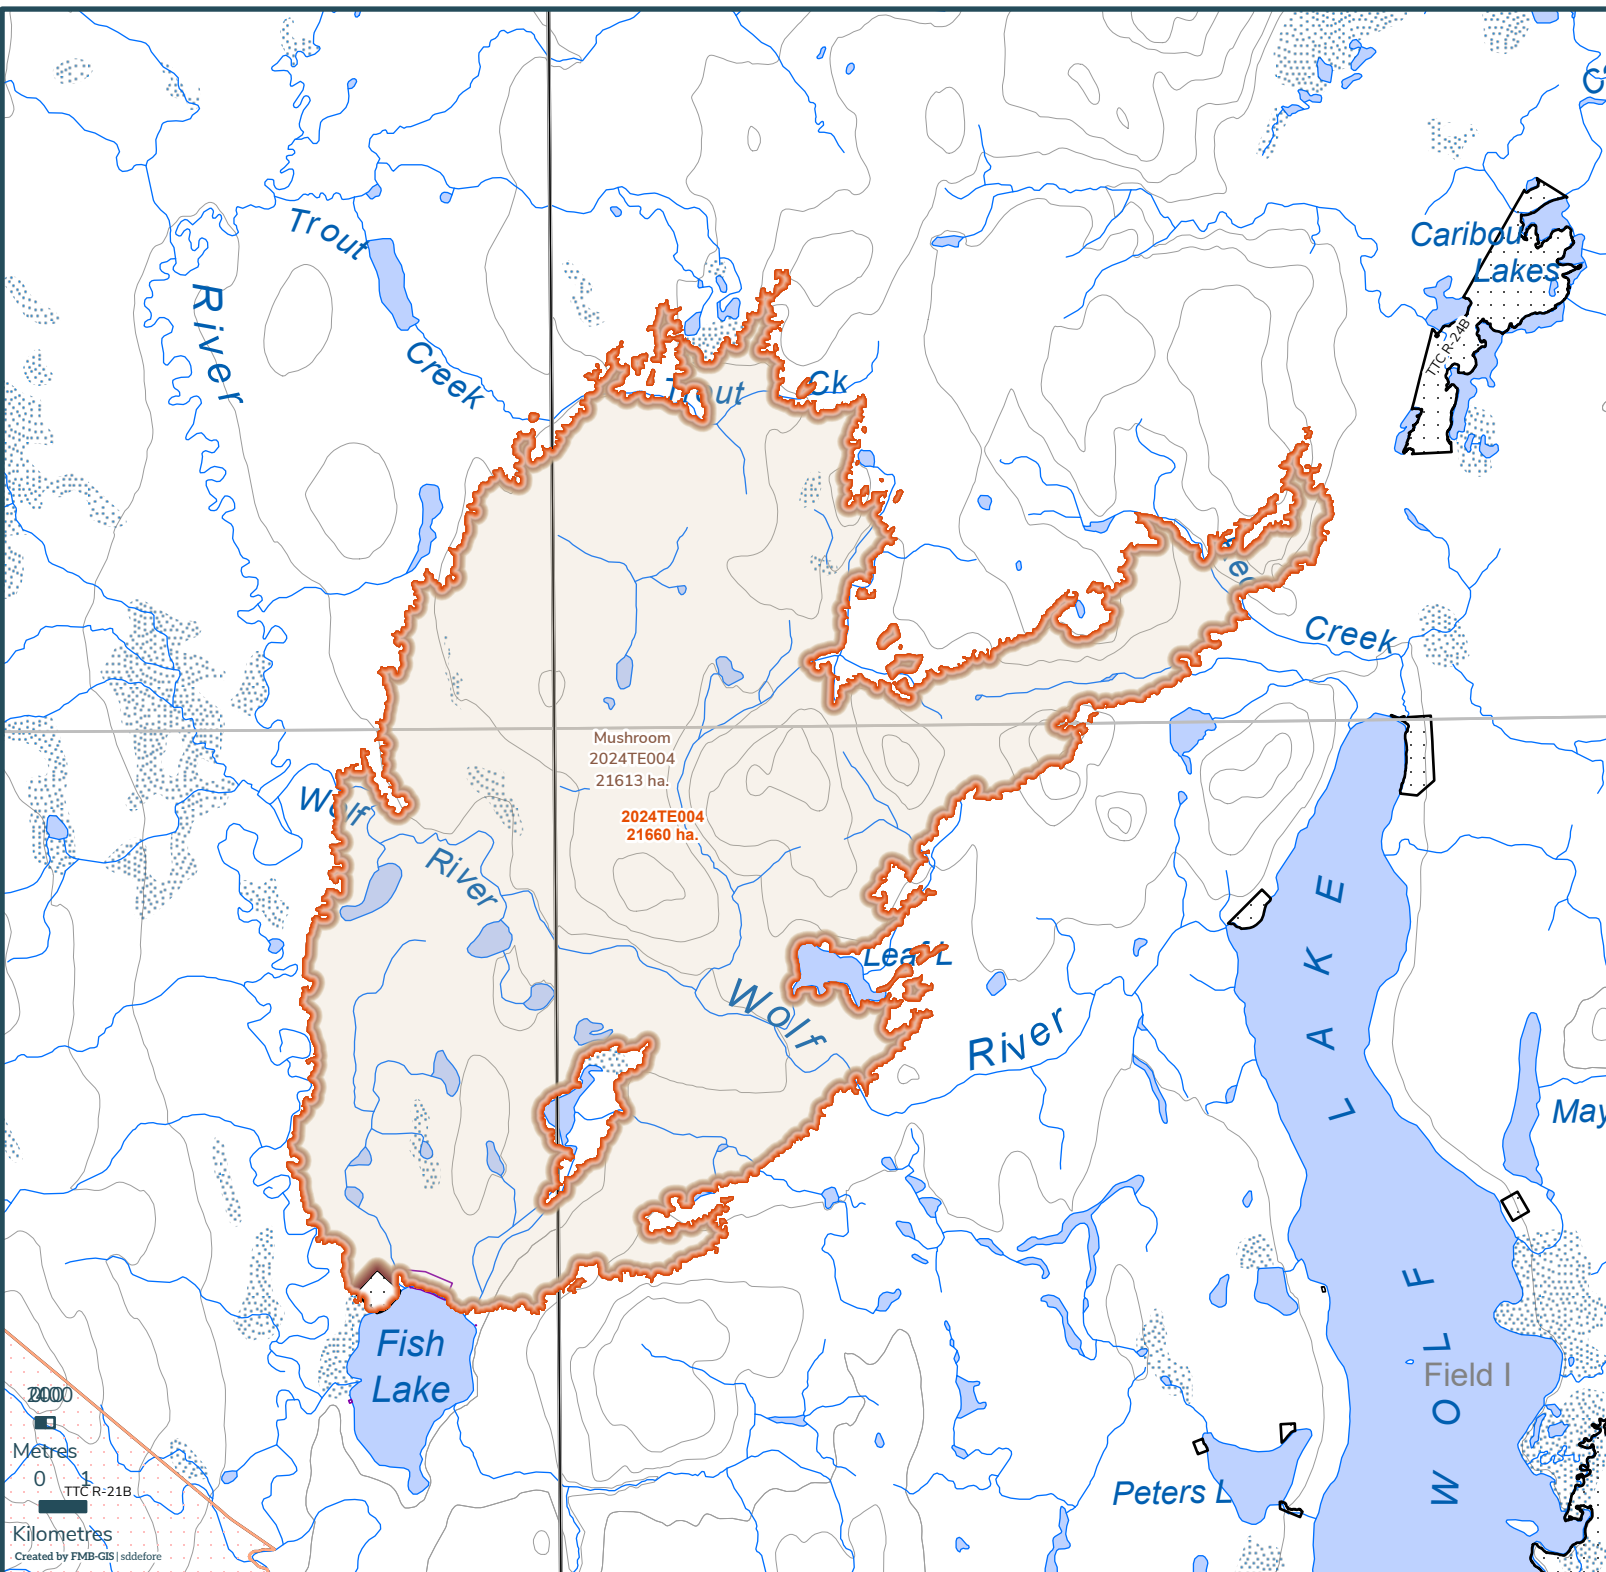 Trout
Creek
River
Caribou
Lakes
TTC R-24B
Trout
Ck
Creek
Mushroom
2024TE004
21613 ha.
2024TE004
21660 ha.
Wolf
River
Leaf L
Wolf
River
LAKE
May
WOLF
Field I
Fish
Lake
Peters L
Metres
0 1
TTC R-21B
Kilometres
Created by FMB-GIS | sddefore